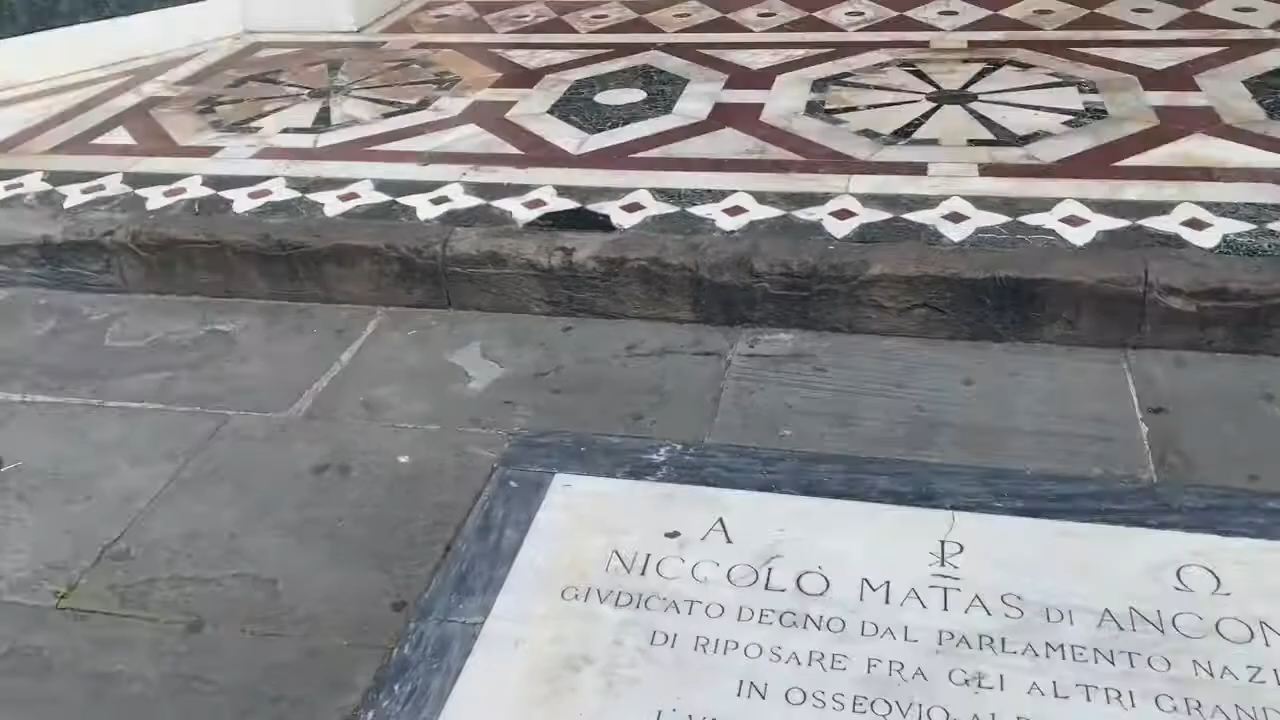 A ☧ Ω
NICCOLÒ MATAS DI ANCON
GIVDICATO DEGNO DAL PARLAMENTO NAZI
DI RIPOSARE FRA GLI ALTRI GRAND
IN OSSEQVIO